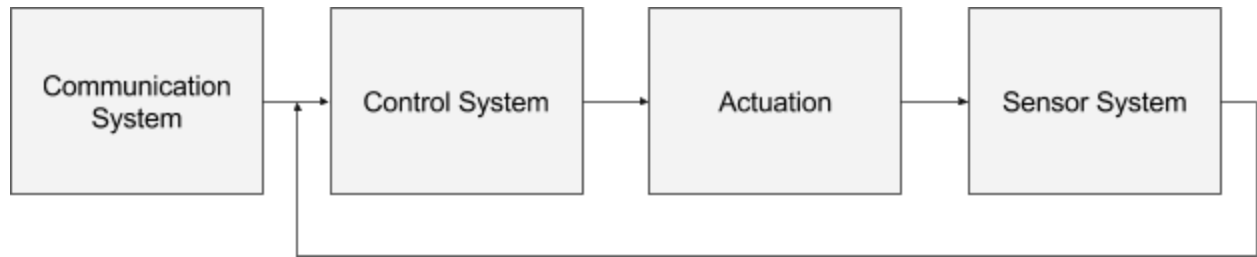 Communication
System
Control System
Actuation
Sensor System